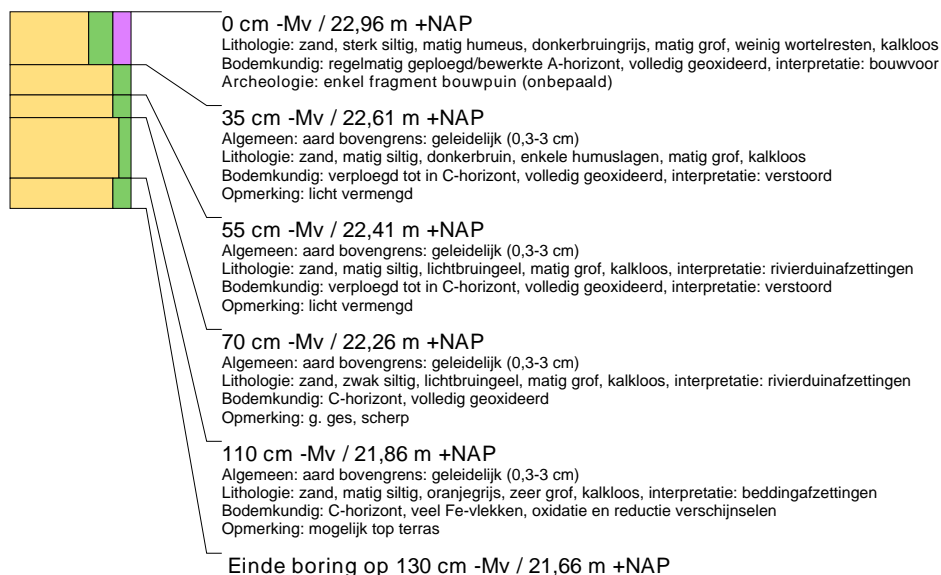 0 cm -Mv / 22,96 m +NAP
Lithologie: zand, sterk siltig, matig humeus, donkerbruingrijs, matig grof, weinig wortelresten, kalkloos
Bodemkundig: regelmatig geploegd/bewerkte A-horizont, volledig geoxideerd, interpretatie: bouwvoor
Archeologie: enkel fragment bouwpuin (onbepaald)
35 cm -Mv / 22,61 m +NAP
Algemeen: aard bovengrens: geleidelijk (0,3-3 cm)
Lithologie: zand, matig siltig, donkerbruin, enkele humuslagen, matig grof, kalkloos
Bodemkundig: verploegd tot in C-horizont, volledig geoxideerd, interpretatie: verstoord
Opmerking: licht vermengd
55 cm -Mv / 22,41 m +NAP
Algemeen: aard bovengrens: geleidelijk (0,3-3 cm)
Lithologie: zand, matig siltig, lichtbruingeel, matig grof, kalkloos, interpretatie: rivierduinafzettingen
Bodemkundig: verploegd tot in C-horizont, volledig geoxideerd, interpretatie: verstoord
Opmerking: licht vermengd
70 cm -Mv / 22,26 m +NAP
Algemeen: aard bovengrens: geleidelijk (0,3-3 cm)
Lithologie: zand, zwak siltig, lichtbruingeel, matig grof, kalkloos, interpretatie: rivierduinafzettingen
Bodemkundig: C-horizont, volledig geoxideerd
Opmerking: g. ges, scherp
110 cm -Mv / 21,86 m +NAP
Algemeen: aard bovengrens: geleidelijk (0,3-3 cm)
Lithologie: zand, matig siltig, oranjegrijs, zeer grof, kalkloos, interpretatie: beddingafzettingen
Bodemkundig: C-horizont, veel Fe-vlekken, oxidatie en reductie verschijnselen
Opmerking: mogelijk top terras
Einde boring op 130 cm -Mv / 21,66 m +NAP